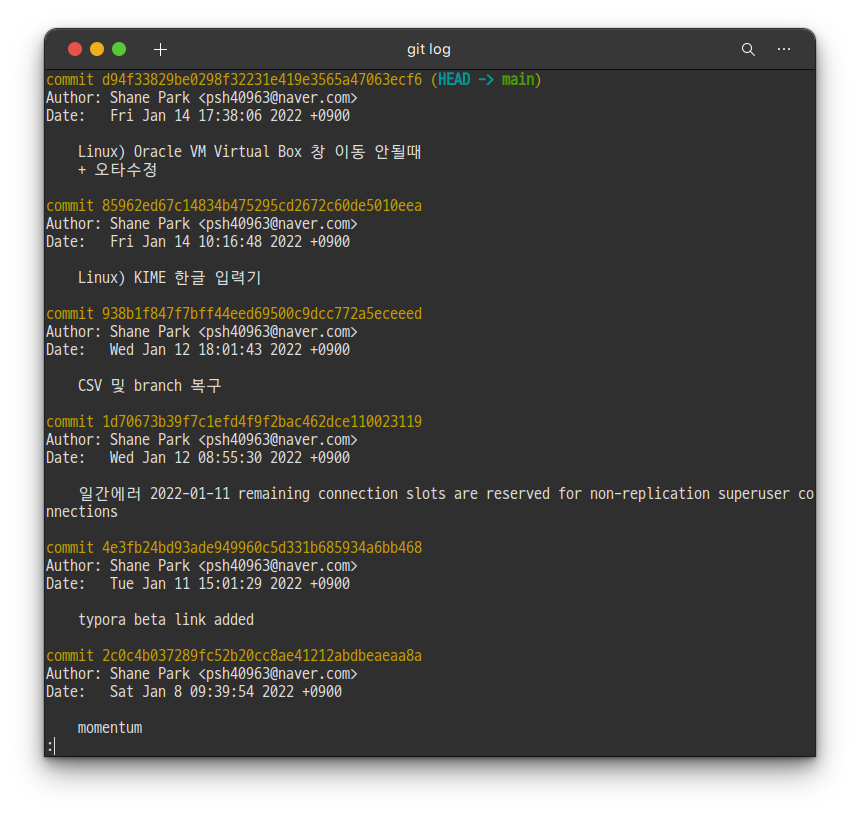 git log
commit d94f33829be0298f32231e419e3565a47063ecf6 (HEAD -> main)
Author: Shane Park <psh40963@naver.com>
Date:   Fri Jan 14 17:38:06 2022 +0900
Linux) Oracle VM Virtual Box 창 이동 안될때
+ 오타수정
commit 85962ed67c14834b475295cd2672c60de5010eea
Author: Shane Park <psh40963@naver.com>
Date:   Fri Jan 14 10:16:48 2022 +0900
Linux) KIME 한글 입력기
commit 938b1f847f7bff44eed69500c9dcc772a5eceeed
Author: Shane Park <psh40963@naver.com>
Date:   Wed Jan 12 18:01:43 2022 +0900
CSV 및 branch 복구
commit 1d70673b39f7c1efd4f9f2bac462dce110023119
Author: Shane Park <psh40963@naver.com>
Date:   Wed Jan 12 08:55:30 2022 +0900
일간에러 2022-01-11 remaining connection slots are reserved for non-replication superuser co
nnections
commit 4e3fb24bd93ade949960c5d331b685934a6bb468
Author: Shane Park <psh40963@naver.com>
Date:   Tue Jan 11 15:01:29 2022 +0900
typora beta link added
commit 2c0c4b037289fc52b20cc8ae41212abdbeaeaa8a
Author: Shane Park <psh40963@naver.com>
Date:   Sat Jan 8 09:39:54 2022 +0900
momentum
: